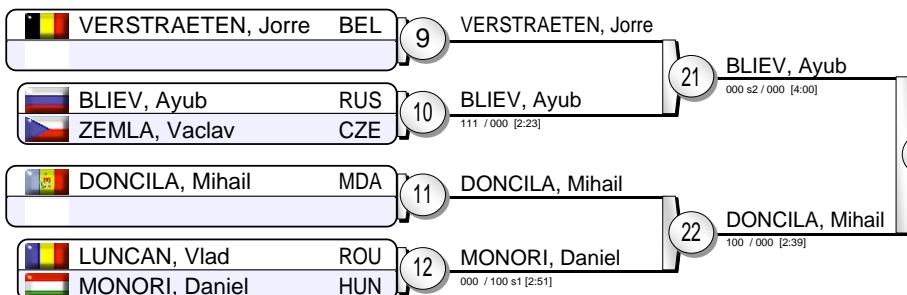 VERSTRAETEN, Jorre BEL
9
VERSTRAETEN, Jorre
BLIEV, Ayub RUS
ZEMLA, Vaclav CZE
10
BLIEV, Ayub
111 / 000 [2:23]
21
BLIEV, Ayub
000 s2 / 000 [4:00]
DONCILA, Mihail MDA
11
DONCILA, Mihail
LUNCAN, Vlad ROU
MONORI, Daniel HUN
12
MONORI, Daniel
000 / 100 s1 [2:51]
22
DONCILA, Mihail
100 / 000 [2:39]